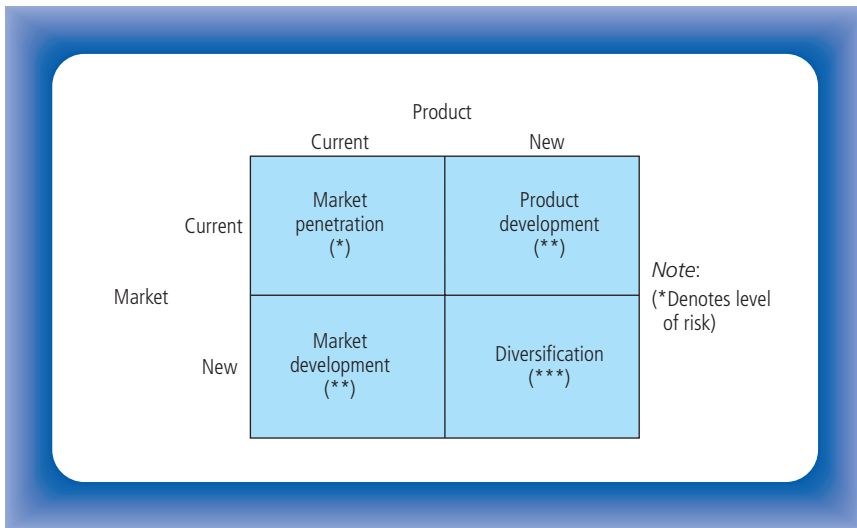 Product
Current New
Market
penetration
(*)
Product
development
(**)
Current
Note:
(*Denotes level
of risk)
Market
Market
development
(**)
Diversification
(***)
New